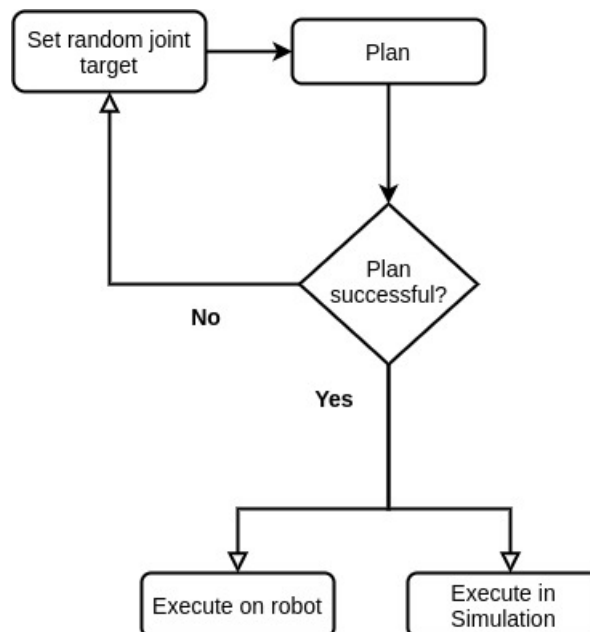 Set random joint
target
Plan
Plan
successful?
No
Yes
Execute on robot
Execute in
Simulation